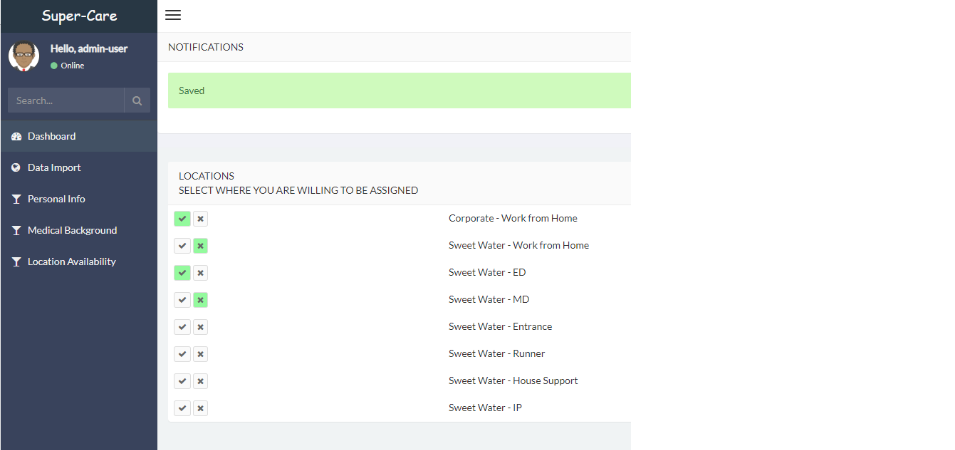 Super-Care
Hello, admin-user
Online
Search...
Dashboard
Data Import
Personal Info
Medical Background
Location Availability
NOTIFICATIONS
Saved
LOCATIONS
SELECT WHERE YOU ARE WILLING TO BE ASSIGNED
Corporate - Work from Home
Sweet Water - Work from Home
Sweet Water - ED
Sweet Water - MD
Sweet Water - Entrance
Sweet Water - Runner
Sweet Water - House Support
Sweet Water - IP